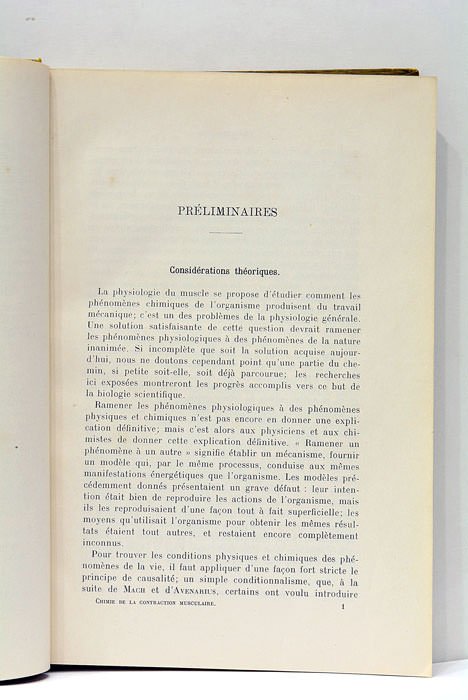 PRÉLIMINAIRES
Considérations théoriques.
La physiologie du muscle se propose d'étudier comment les
phénomènes chimiques de l'organisme produisent du travail
mécanique; c'est un des problèmes de la physiologie générale.
Une solution satisfaisante de cette question devrait ramener
les phénomènes physiologiques à des phénomènes de la nature
inanimée. Si incomplète que soit la solution acquise aujour-
d'hui, nous ne doutons cependant point qu'une partie du che-
min, si petite soit-elle, soit déjà parcourue; les recherches
ici exposées montreront les progrès accomplis vers ce but de
la biologie scientifique.
Ramener les phénomènes physiologiques à des phénomènes
physiques et chimiques n'est pas encore en donner une expli-
cation définitive; mais c'est alors aux physiciens et aux chi-
mistes de donner cette explication définitive. « Ramener un
phénomène à un autre » signifie établir un mécanisme, fournir
un modèle qui, par le même processus, conduise aux mêmes
manifestations énergétiques que l'organisme. Les modèles pré-
cédemment donnés présentaient un grave défaut : leur inten-
tion était bien de reproduire les actions de l'organisme, mais
ils les reproduisaient d'une façon tout à fait superficielle; les
moyens qu'utilisait l'organisme pour obtenir les mêmes résul-
tats étaient tout autres, et restaient encore complètement
inconnus.
Pour trouver les conditions physiques et chimiques des phé-
nomènes de la vie, il faut appliquer d'une façon fort stricte le
principe de causalité; un simple conditionnalisme, que, à la
suite de MACH et d'AVENARIUS, certains ont voulu introduire
CHIMIE DE LA CONTRACTION MUSCULAIRE. 1